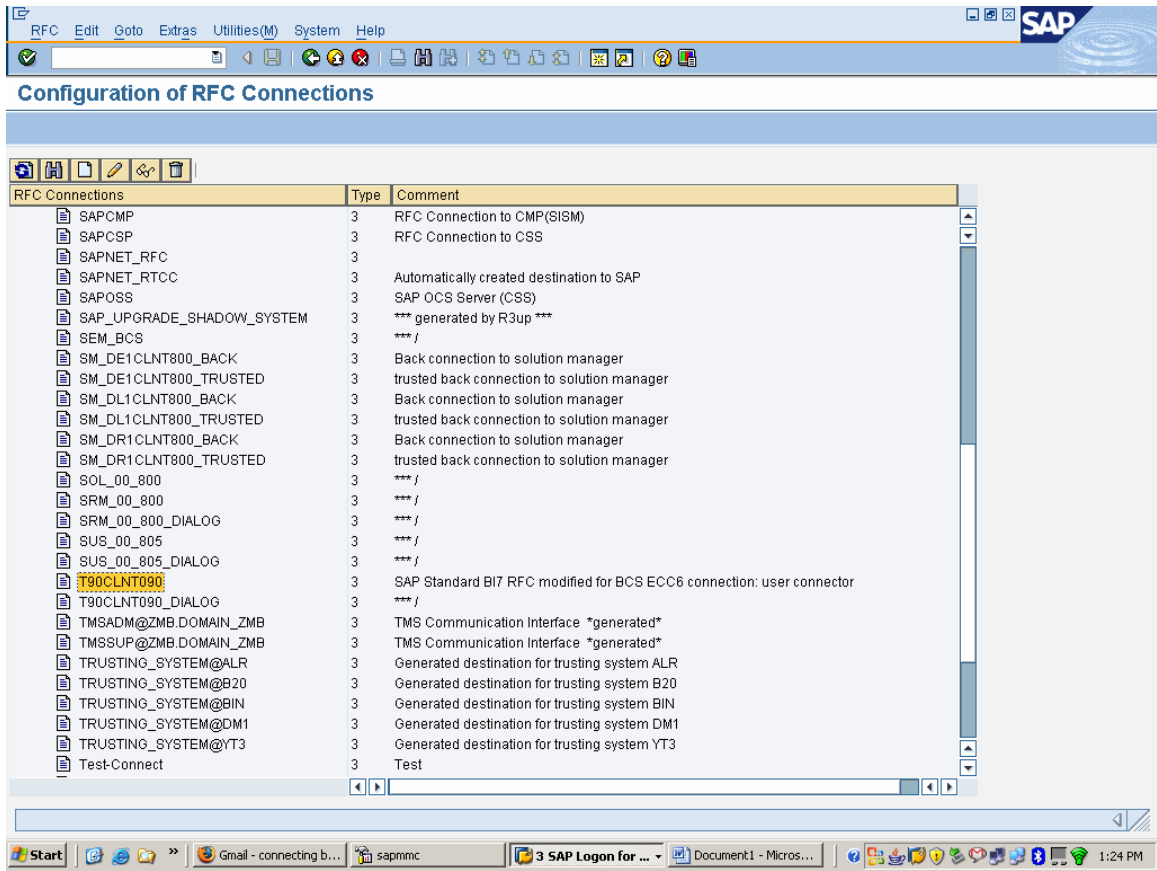 RFC Edit Goto Extras Utilities(M) System Help
SAP
Configuration of RFC Connections
RFC Connections Type Comment
SAPCMP 3 RFC Connection to CMP(SISM)
SAPCSP 3 RFC Connection to CSS
SAPNET_RFC 3
SAPNET_RTCC 3 Automatically created destination to SAP
SAPOSS 3 SAP OCS Server (CSS)
SAP_UPGRADE_SHADOW_SYSTEM 3 *** generated by R3up ***
SEM_BCS 3 *** /
SM_DE1CLNT800_BACK 3 Back connection to solution manager
SM_DE1CLNT800_TRUSTED 3 trusted back connection to solution manager
SM_DL1CLNT800_BACK 3 Back connection to solution manager
SM_DL1CLNT800_TRUSTED 3 trusted back connection to solution manager
SM_DR1CLNT800_BACK 3 Back connection to solution manager
SM_DR1CLNT800_TRUSTED 3 trusted back connection to solution manager
SOL_00_800 3 *** /
SRM_00_800 3 *** /
SRM_00_800_DIALOG 3 *** /
SUS_00_805 3 *** /
SUS_00_805_DIALOG 3 *** /
T90CLNT090 3 SAP Standard BI7 RFC modified for BCS ECC6 connection: user connector
T90CLNT090_DIALOG 3 *** /
TMSADM@ZMB.DOMAIN_ZMB 3 TMS Communication Interface *generated*
TMSSUP@ZMB.DOMAIN_ZMB 3 TMS Communication Interface *generated*
TRUSTING_SYSTEM@ALR 3 Generated destination for trusting system ALR
TRUSTING_SYSTEM@B20 3 Generated destination for trusting system B20
TRUSTING_SYSTEM@BIN 3 Generated destination for trusting system BIN
TRUSTING_SYSTEM@DM1 3 Generated destination for trusting system DM1
TRUSTING_SYSTEM@YT3 3 Generated destination for trusting system YT3
Test-Connect 3 Test
Start » Gmail - connecting b... sapmmc 3 SAP Logon for ... Document1 - Micros... 1:24 PM